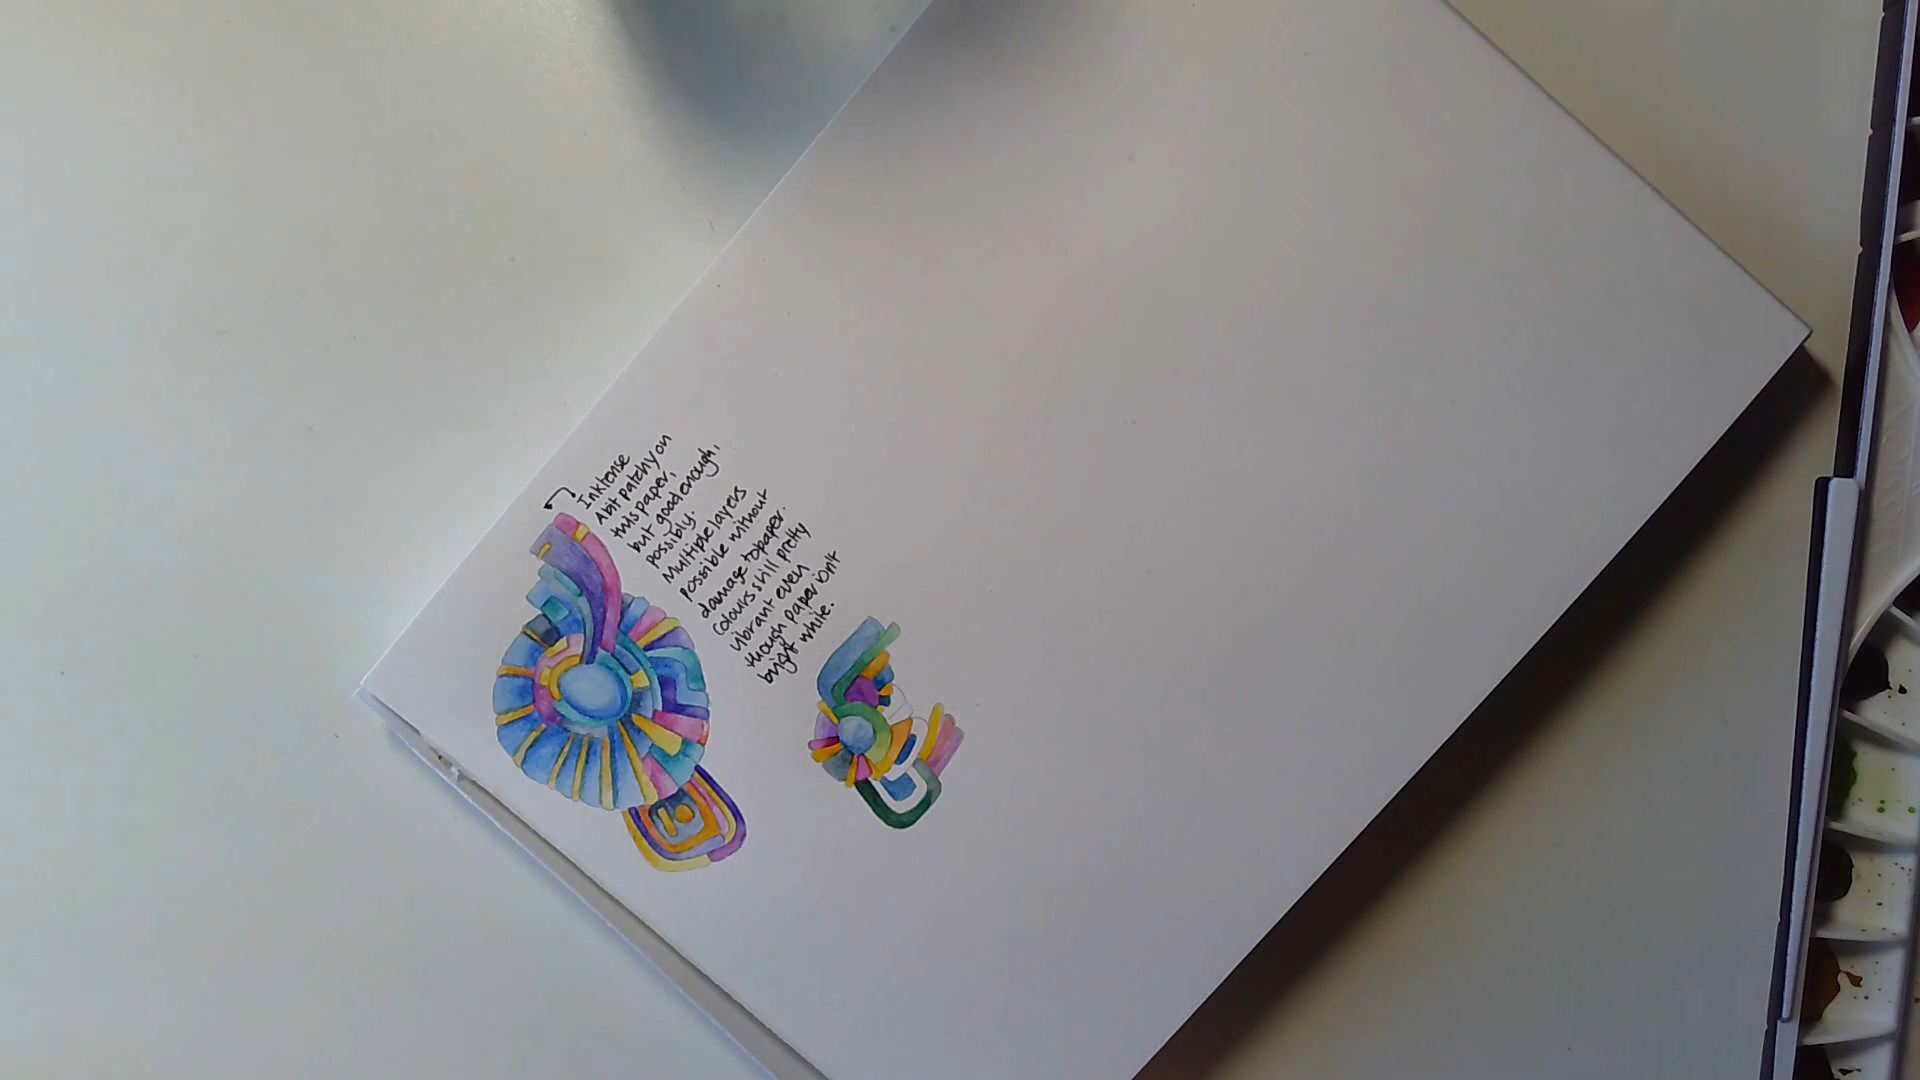 Inktense
A bit patchy on
this paper,
but good enough,
possibly.
Multiple layers
possible without
damage to paper.
Colours still pretty
vibrant even
though paper isn't
bright white.